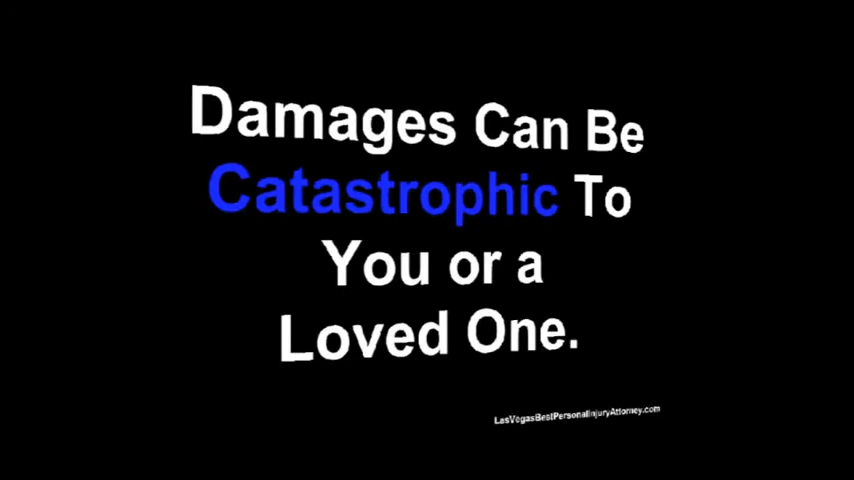 Damages Can Be
Catastrophic To
You or a
Loved One.
LasVegasBestPersonalInjuryAttorney.com